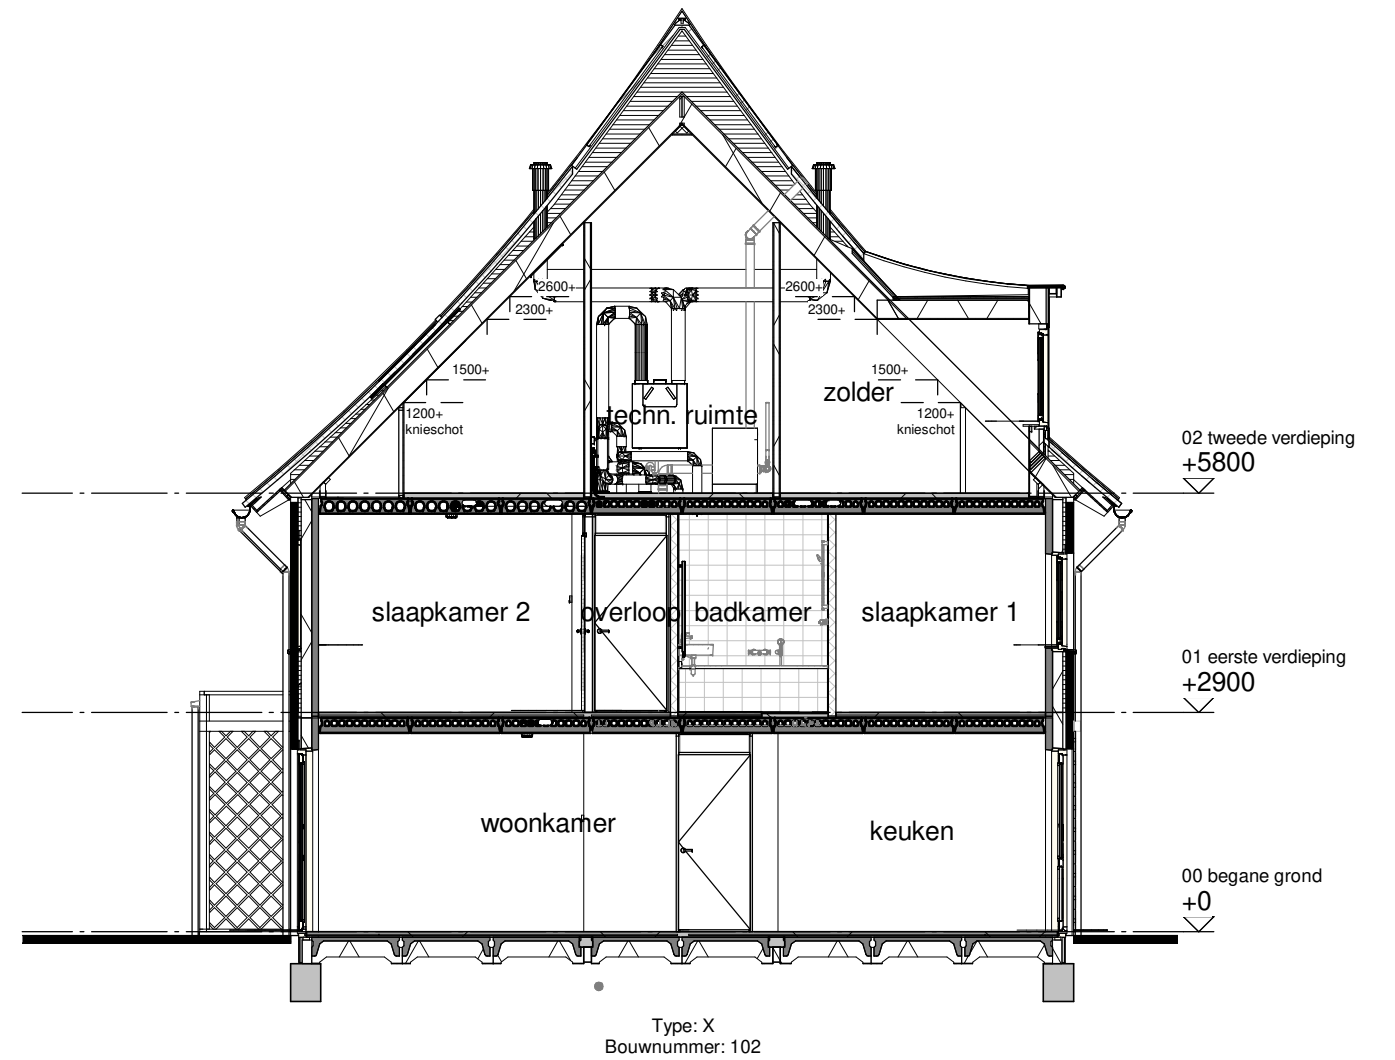 2600+ 2600+
2300+ 2300+
1500+ 1500+
zolder
techn. ruimte
1200+ 1200+
knieschot knieschot
02 tweede verdieping
+5800
slaapkamer 2 overloop badkamer slaapkamer 1
01 eerste verdieping
+2900
woonkamer keuken
00 begane grond
+0
Type: X
Bouwnummer: 102